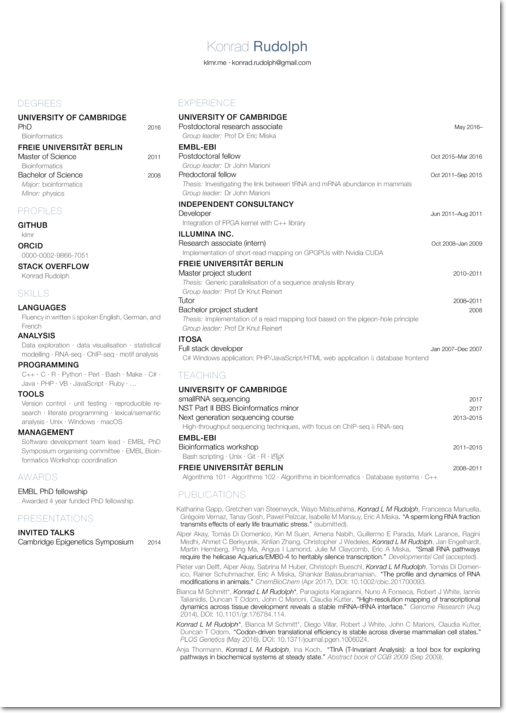 Konrad Rudolph
klmr.me · konrad.rudolph@gmail.com
DEGREES
UNIVERSITY OF CAMBRIDGE
PhD 2016
Bioinformatics
FREIE UNIVERSITÄT BERLIN
Master of Science 2011
Bioinformatics
Bachelor of Science 2008
Major: bioinformatics
Minor: physics
PROFILES
GITHUB
klmr
ORCID
0000-0002-9866-7051
STACK OVERFLOW
Konrad Rudolph
SKILLS
LANGUAGES
Fluency in written & spoken English, German, and
French
ANALYSIS
Data exploration · data visualisation · statistical
modelling · RNA-seq · ChIP-seq · motif analysis
PROGRAMMING
C++ · C · R · Python · Perl · Bash · Make · C# ·
Java · PHP · VB · JavaScript · Ruby · …
TOOLS
Version control · unit testing · reproducible re-
search · literate programming · lexical/semantic
analysis · Unix · Windows · macOS
MANAGEMENT
Software development team lead · EMBL PhD
Symposium organising committee · EMBL Bioin-
formatics Workshop coordination
AWARDS
EMBL PhD fellowship
Awarded 4 year funded PhD fellowship
PRESENTATIONS
INVITED TALKS
Cambridge Epigenetics Symposium 2014
EXPERIENCE
UNIVERSITY OF CAMBRIDGE
Postdoctoral research associate May 2016–
Group leader: Prof Dr Eric Miska
EMBL-EBI
Postdoctoral fellow Oct 2015–Mar 2016
Group leader: Dr John Marioni
Predoctoral fellow Oct 2011–Sep 2015
Thesis: Investigating the link between tRNA and mRNA abundance in mammals
Group leader: Dr John Marioni
INDEPENDENT CONSULTANCY
Developer Jun 2011–Aug 2011
Integration of FPGA kernel with C++ library
ILLUMINA INC.
Research associate (intern) Oct 2008–Jan 2009
Implementation of short-read mapping on GPGPUs with Nvidia CUDA
FREIE UNIVERSITÄT BERLIN
Master project student 2010–2011
Thesis: Generic parallelisation of a sequence analysis library
Group leader: Prof Dr Knut Reinert
Tutor 2008–2011
Bachelor project student 2008
Thesis: Implementation of a read mapping tool based on the pigeon-hole principle
Group leader: Prof Dr Knut Reinert
ITOSA
Full stack developer Jan 2007–Dec 2007
C# Windows application; PHP/JavaScript/HTML web application & database frontend
TEACHING
UNIVERSITY OF CAMBRIDGE
smallRNA sequencing 2017
NST Part II BBS Bioinformatics minor 2017
Next generation sequencing course 2013–2015
High-throughput sequencing techniques, with focus on ChIP-seq & RNA-seq
EMBL-EBI
Bioinformatics workshop 2011–2015
Bash scripting · Unix · Git · R · LATEX
FREIE UNIVERSITÄT BERLIN 2008–2011
Algorithms 101 · Algorithms 102 · Algorithms in bioinformatics · Database systems · C++
PUBLICATIONS
Katharina Gapp, Gretchen van Steenwyck, Wayo Matsushima, Konrad L M Rudolph, Francesca Manuella,
Grégoire Vernaz, Tanay Gosh, Pawel Pelzcar, Isabelle M Mansuy, Eric A Miska. “A sperm long RNA fraction
transmits effects of early life traumatic stress.” (submitted).
Alper Akay, Tomás Di Domenico, Kin M Suen, Amena Nabih, Guillermo E Parada, Mark Larance, Ragini
Medhi, Ahmet C Berkyurek, Xinlian Zhang, Christopher J Wedeles, Konrad L M Rudolph, Jan Engelhardt,
Martin Hemberg, Ping Ma, Angus I Lamond, Julie M Claycomb, Eric A Miska. “Small RNA pathways
require the helicase Aquarius/EMB-4 to heritably silence transcription.” Developmental Cell (accepted).
Pieter van Delft, Alper Akay, Sabrina M Huber, Christoph Bueschl, Konrad L M Rudolph, Tomás Di Domen-
ico, Rainer Schuhmacher, Eric A Miska, Shankar Balasubramanian. “The profile and dynamics of RNA
modifications in animals.” ChemBioChem (Apr 2017), DOI: 10.1002/cbic.201700093.
Bianca M Schmitt*, Konrad L M Rudolph*, Panagiota Karagianni, Nuno A Fonseca, Robert J White, Iannis
Talianidis, Duncan T Odom, John C Marioni, Claudia Kutter. “High-resolution mapping of transcriptional
dynamics across tissue development reveals a stable mRNA–tRNA interface.” Genome Research (Aug
2014), DOI: 10.1101/gr.176784.114.
Konrad L M Rudolph*, Bianca M Schmitt*, Diego Villar, Robert J White, John C Marioni, Claudia Kutter,
Duncan T Odom. “Codon-driven translational efficiency is stable across diverse mammalian cell states.”
PLOS Genetics (May 2016), DOI: 10.1371/journal.pgen.1006024.
Anja Thormann, Konrad L M Rudolph, Ina Koch. “TInA (T-Invariant Analysis): a tool box for exploring
pathways in biochemical systems at steady state.” Abstract book of CGB 2009 (Sep 2009).